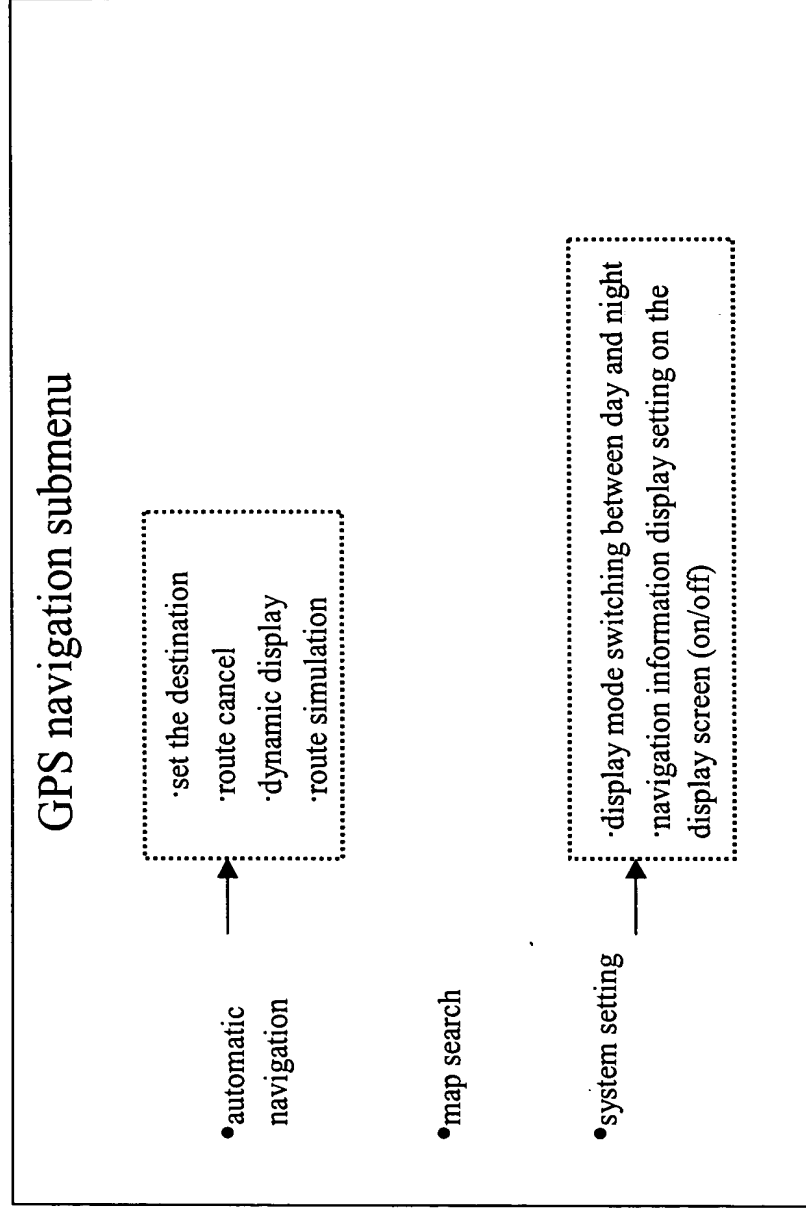 GPS navigation submenu
•automatic
navigation
·set the destination
·route cancel
·dynamic display
·route simulation
•map search
•system setting
·display mode switching between day and night
·navigation information display setting on the
display screen (on/off)